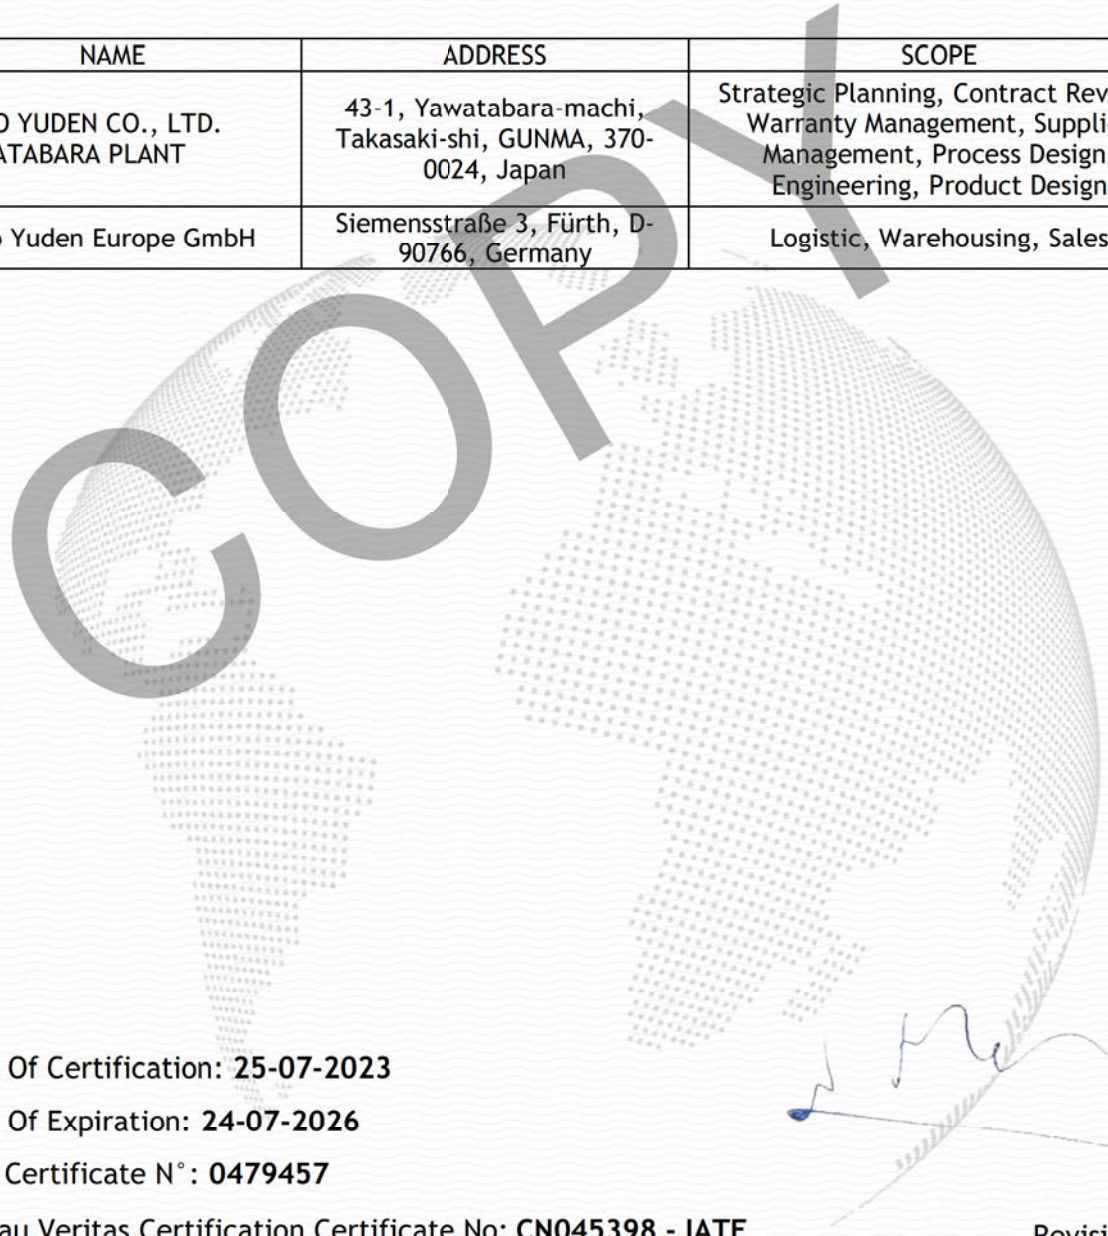 NAME ADDRESS SCOPE
O YUDEN CO., LTD.
ATABARA PLANT
43-1, Yawatabara-machi,
Takasaki-shi, GUNMA, 370-
0024, Japan
Strategic Planning, Contract Rev
Warranty Management, Suppli
Management, Process Design
Engineering, Product Design
Yuden Europe GmbH
Siemensstraße 3, Fürth, D-
90766, Germany
Logistic, Warehousing, Sales
COPY
Of Certification: 25-07-2023
Of Expiration: 24-07-2026
Certificate N°: 0479457
au Veritas Certification Certificate No: CN045398 - IATF
Revisi